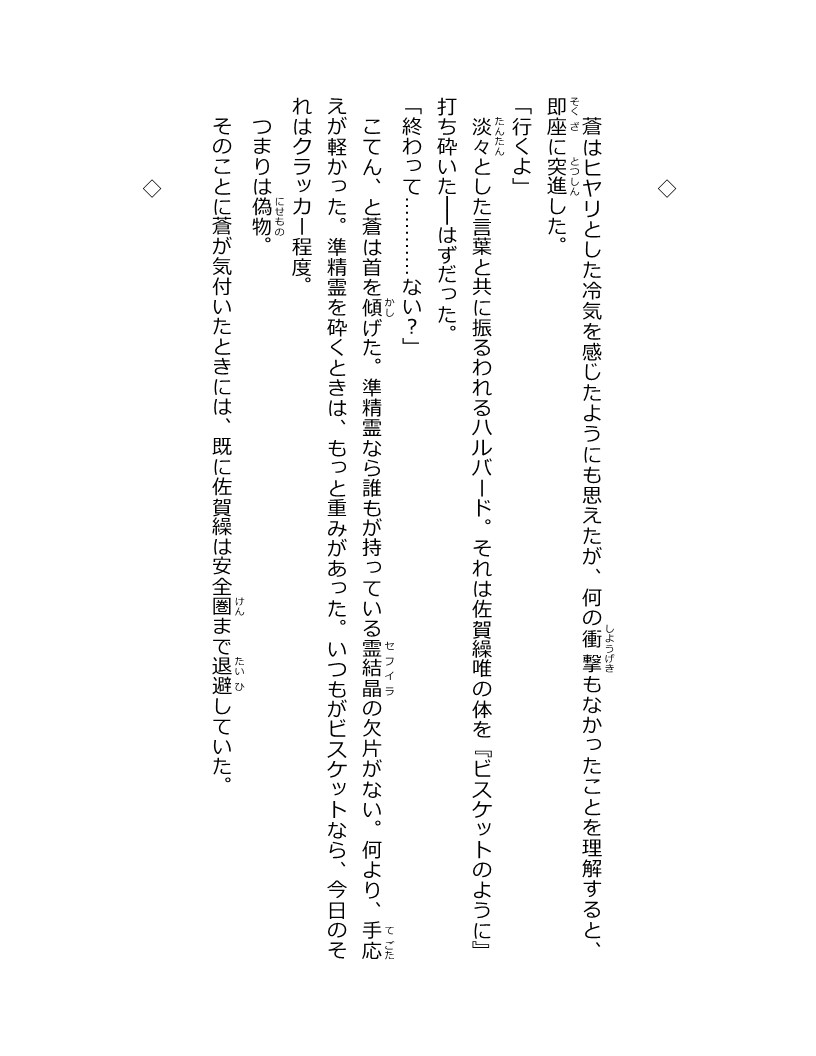 ◇
蒼はヒヤリとした冷気を感じたようにも思えたが、何の衝撃もなかったことを理解すると、
即座に突進した。
「行くよ」
淡々とした言葉と共に振るわれるハルバード。それは佐賀繰唯の体を『ビスケットのように』
打ち砕いた──はずだった。
「終わって…………ない？」
こてん、と蒼は首を傾げた。準精霊なら誰もが持っている霊結晶の欠片がない。何より、手応
えが軽かった。準精霊を砕くときは、もっと重みがあった。いつもがビスケットなら、今日のそ
れはクラッカー程度。
つまりは偽物。
そのことに蒼が気付いたときには、既に佐賀繰は安全圏まで退避していた。
◇